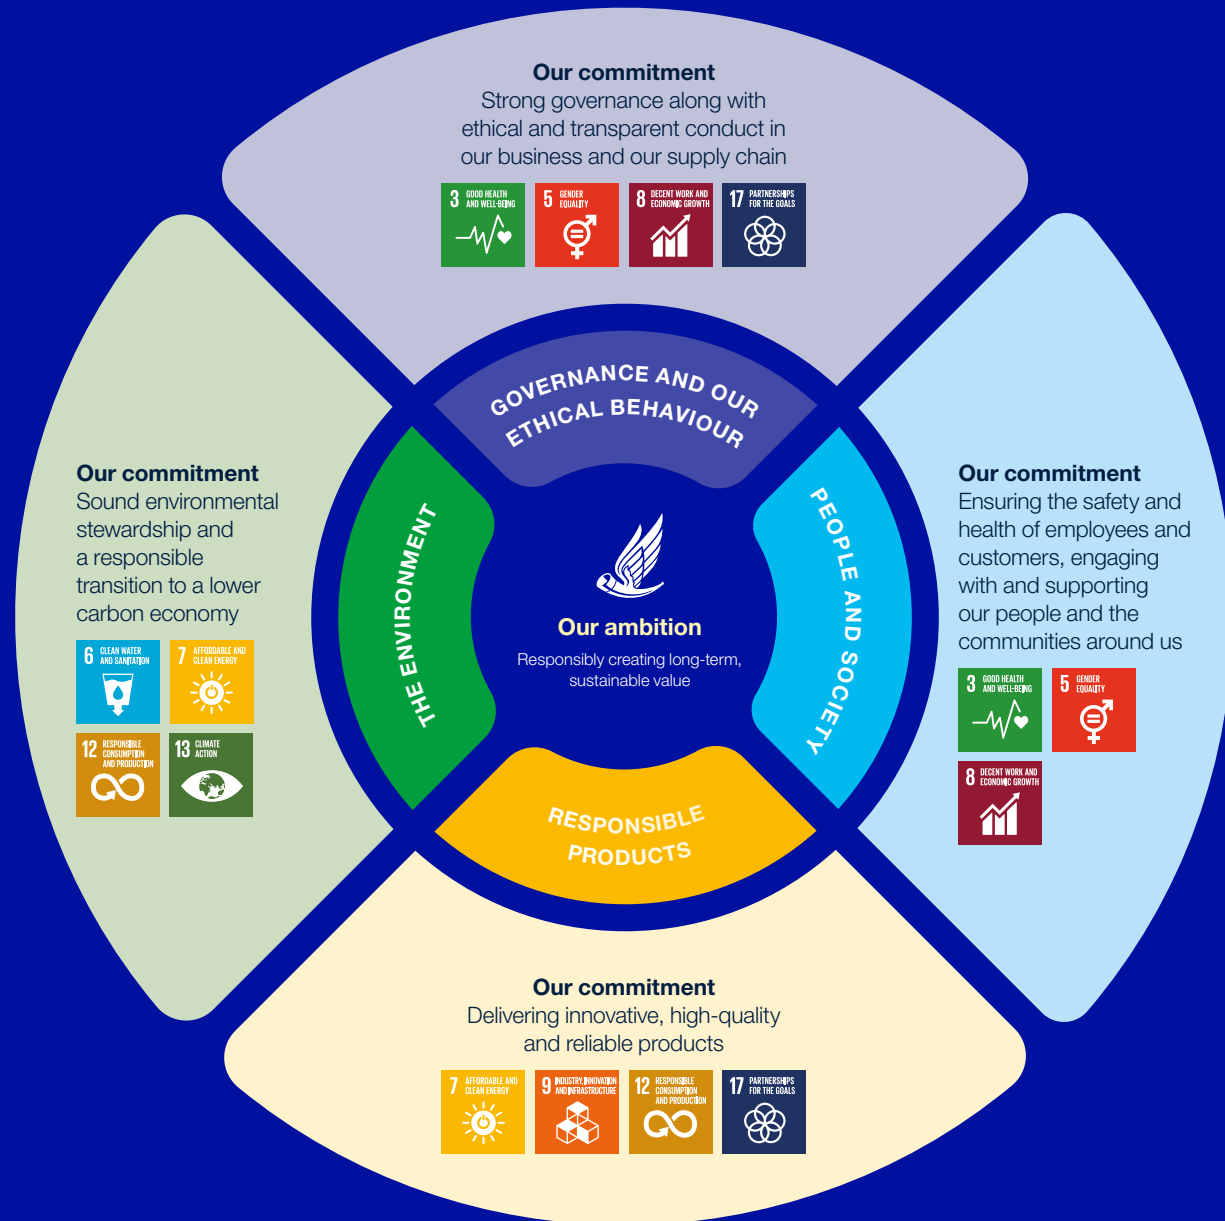 Our commitment
Strong governance along with
ethical and transparent conduct in
our business and our supply chain
3 GOOD HEALTH
AND WELL-BEING
5 GENDER
EQUALITY
8 DECENT WORK AND
ECONOMIC GROWTH
17 PARTNERSHIPS
FOR THE GOALS
GOVERNANCE AND OUR
ETHICAL BEHAVIOUR
Our commitment
Sound environmental
stewardship and
a responsible
transition to a lower
carbon economy
6 CLEAN WATER
AND SANITATION
7 AFFORDABLE AND
CLEAN ENERGY
12 RESPONSIBLE
CONSUMPTION
AND PRODUCTION
13 CLIMATE
ACTION
THE ENVIRONMENT
Our ambition
Responsibly creating long-term,
sustainable value
PEOPLE AND SOCIETY
Our commitment
Ensuring the safety and
health of employees and
customers, engaging
with and supporting
our people and the
communities around us
3 GOOD HEALTH
AND WELL-BEING
5 GENDER
EQUALITY
8 DECENT WORK AND
ECONOMIC GROWTH
RESPONSIBLE
PRODUCTS
Our commitment
Delivering innovative, high-quality
and reliable products
7 AFFORDABLE AND
CLEAN ENERGY
9 INDUSTRY, INNOVATION
AND INFRASTRUCTURE
12 RESPONSIBLE
CONSUMPTION
AND PRODUCTION
17 PARTNERSHIPS
FOR THE GOALS